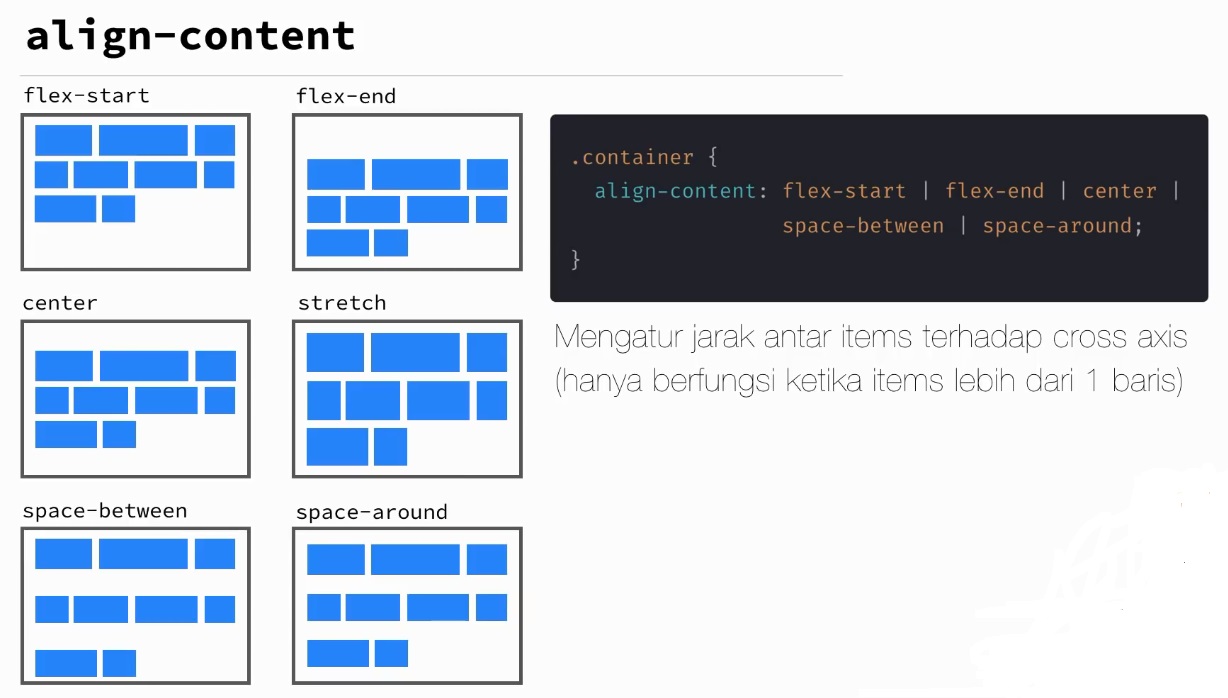 align-content
flex-start
flex-end
center
stretch
space-between
space-around
.container {
align-content: flex-start | flex-end | center |
space-between | space-around;
}
Mengatur jarak antar items terhadap cross axis
(hanya berfungsi ketika items lebih dari 1 baris)